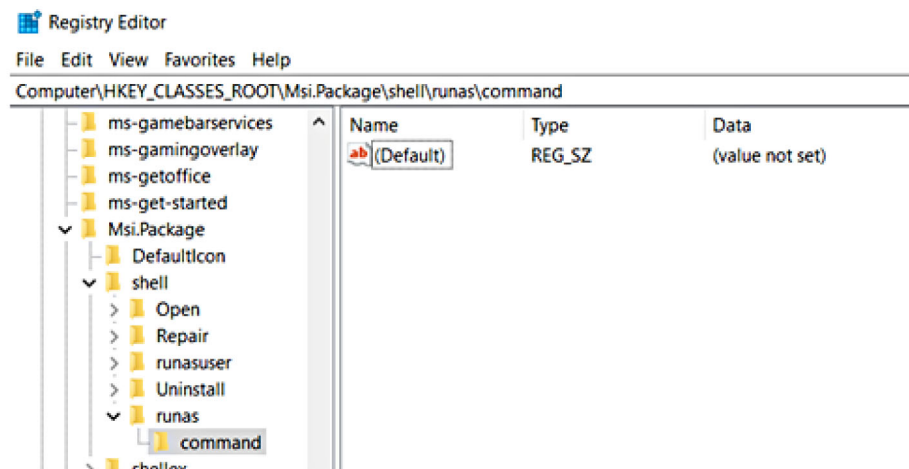 Registry Editor
File Edit View Favorites Help
Computer\HKEY_CLASSES_ROOT\Msi.Package\shell\runas\command
ms-gamebarservices
ms-gamingoverlay
ms-getoffice
ms-get-started
Msi.Package
DefaultIcon
shell
Open
Repair
runasuser
Uninstall
runas
command
shellex
Name Type Data
ab (Default) REG_SZ (value not set)